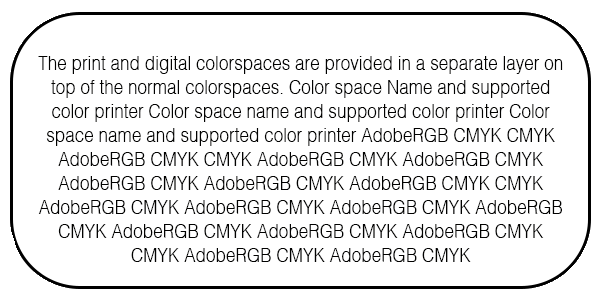 The print and digital colorspaces are provided in a separate layer on
top of the normal colorspaces. Color space Name and supported
color printer Color space name and supported color printer Color
space name and supported color printer AdobeRGB CMYK CMYK
AdobeRGB CMYK CMYK AdobeRGB CMYK AdobeRGB CMYK
AdobeRGB CMYK AdobeRGB CMYK AdobeRGB CMYK CMYK
AdobeRGB CMYK AdobeRGB CMYK AdobeRGB CMYK AdobeRGB
CMYK AdobeRGB CMYK AdobeRGB CMYK AdobeRGB CMYK
CMYK AdobeRGB CMYK AdobeRGB CMYK